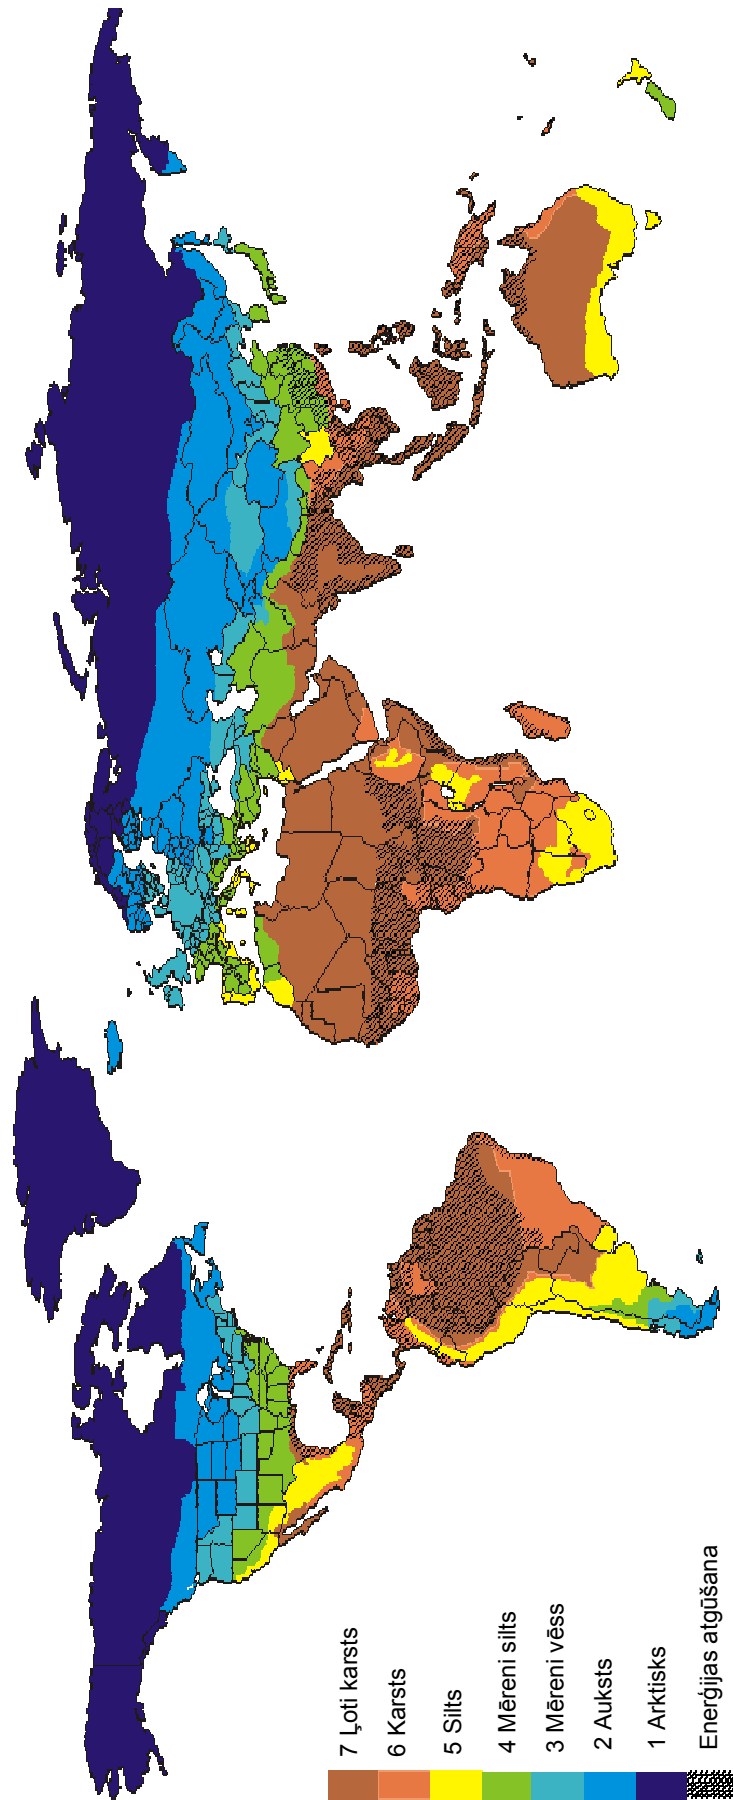 7 Ļoti karsts
6 Karsts
5 Silts
4 Mēreni silts
3 Mēreni vēss
2 Auksts
1 Arktisks
Enerģijas atgūšana